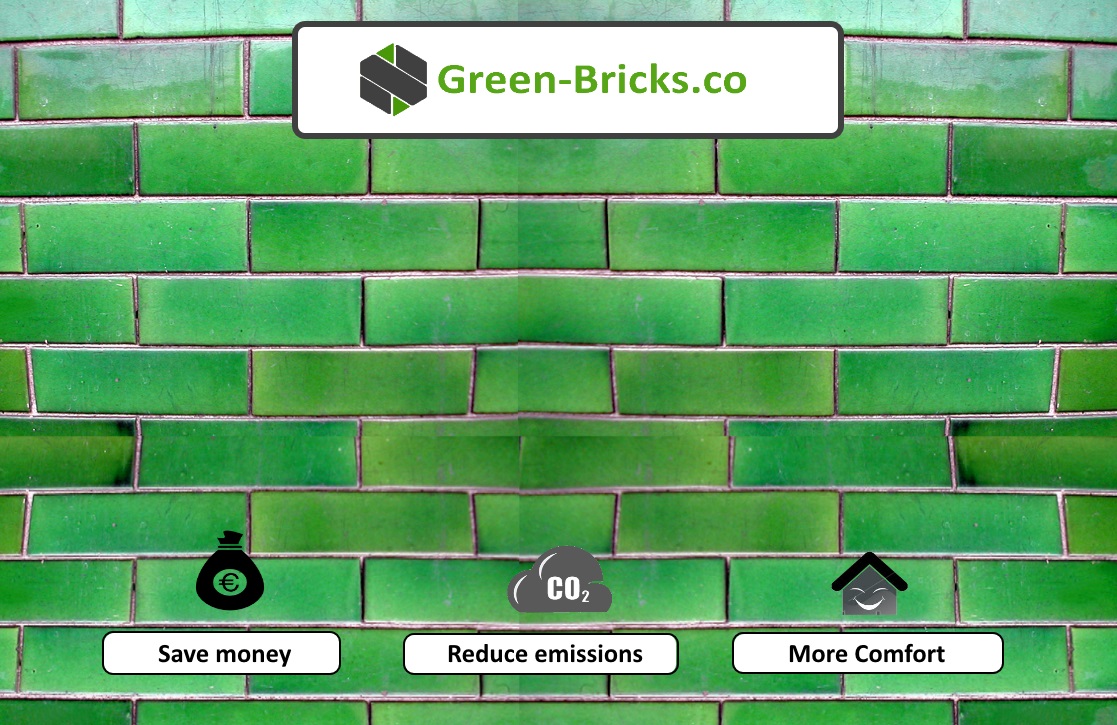 Green-Bricks.co
€
CO₂
Save money
Reduce emissions
More Comfort